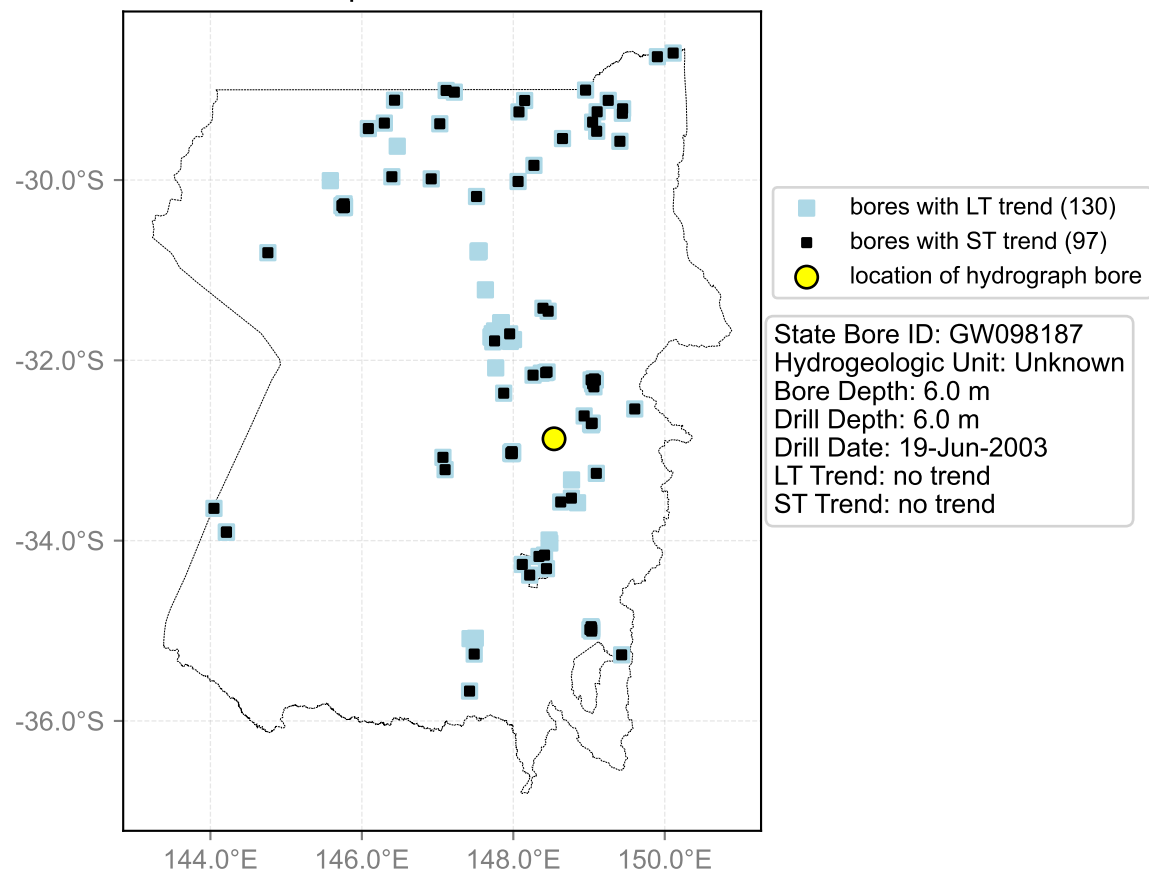 -30.0°S
-32.0°S
-34.0°S
-36.0°S
144.0°E
146.0°E
148.0°E
150.0°E
bores with LT trend (130)
bores with ST trend (97)
location of hydrograph bore
State Bore ID: GW098187
Hydrogeologic Unit: Unknown
Bore Depth: 6.0 m
Drill Depth: 6.0 m
Drill Date: 19-Jun-2003
LT Trend: no trend
ST Trend: no trend